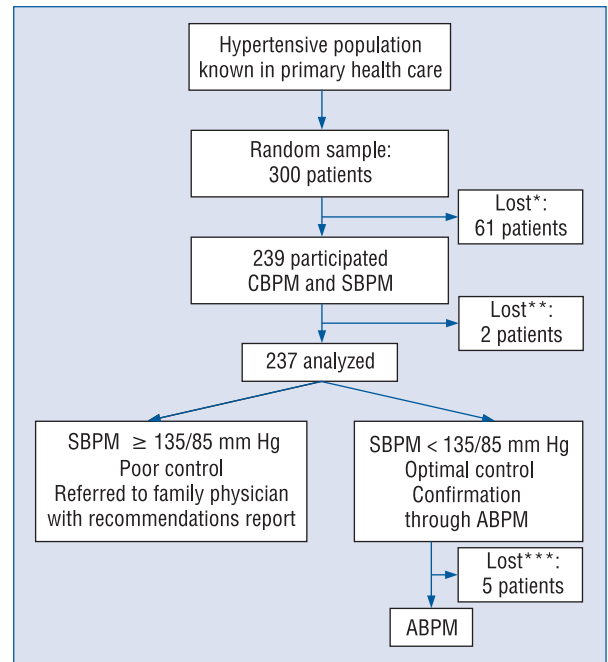 Hypertensive population
known in primary health care
Random sample:
300 patients
Lost*:
61 patients
239 participated
CBPM and SBPM
Lost**:
2 patients
237 analyzed
SBPM ≥ 135/85 mm Hg
Poor control
Referred to family physician
with recommendations report
SBPM < 135/85 mm Hg
Optimal control
Confirmation
through ABPM
Lost***:
5 patients
ABPM